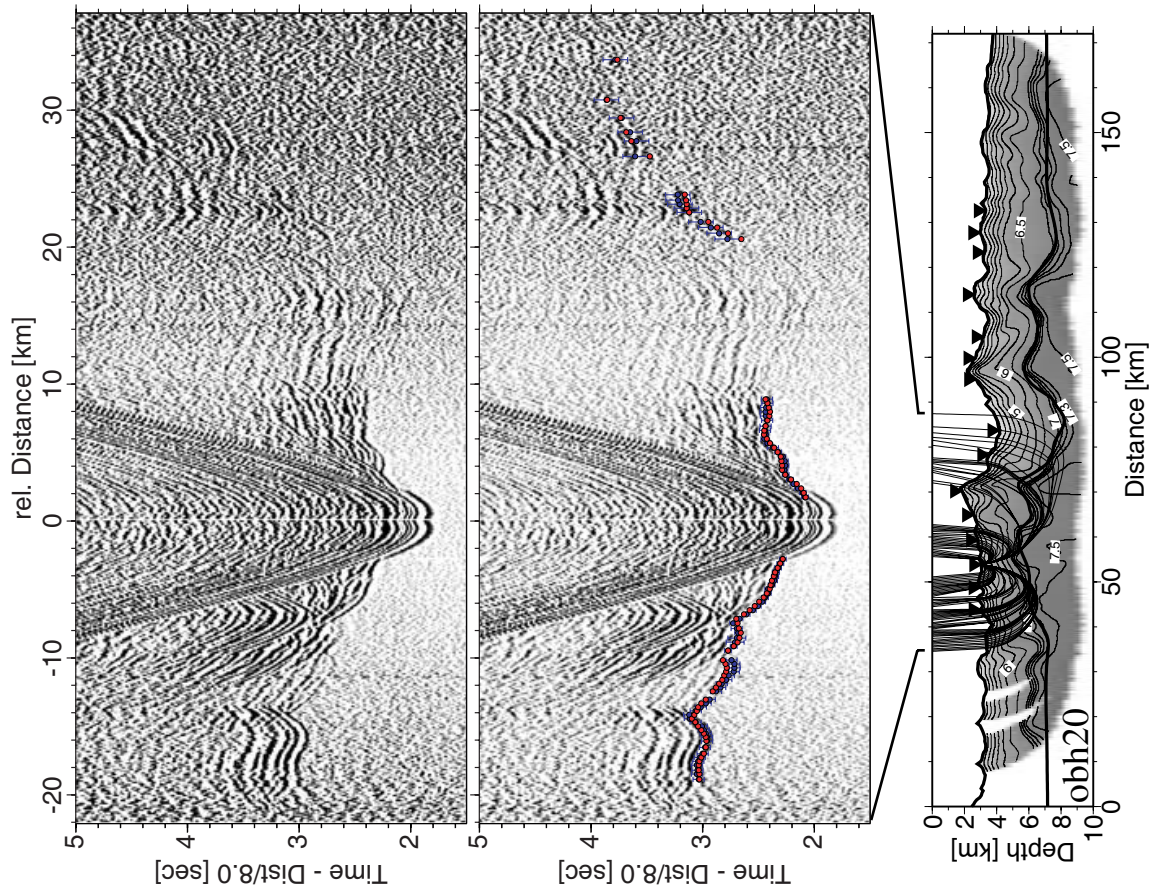 rel. Distance [km]
-20 -10 0 10 20 30
Time - Dist/8.0 [sec]
5 4 3 2
Time - Dist/8.0 [sec]
5 4 3 2
Depth [km]
0 2 4 6 8 10
obh20
6 7.5 5 7 7.3 6 7.5 6.5 7.5
0 50 100 150
Distance [km]